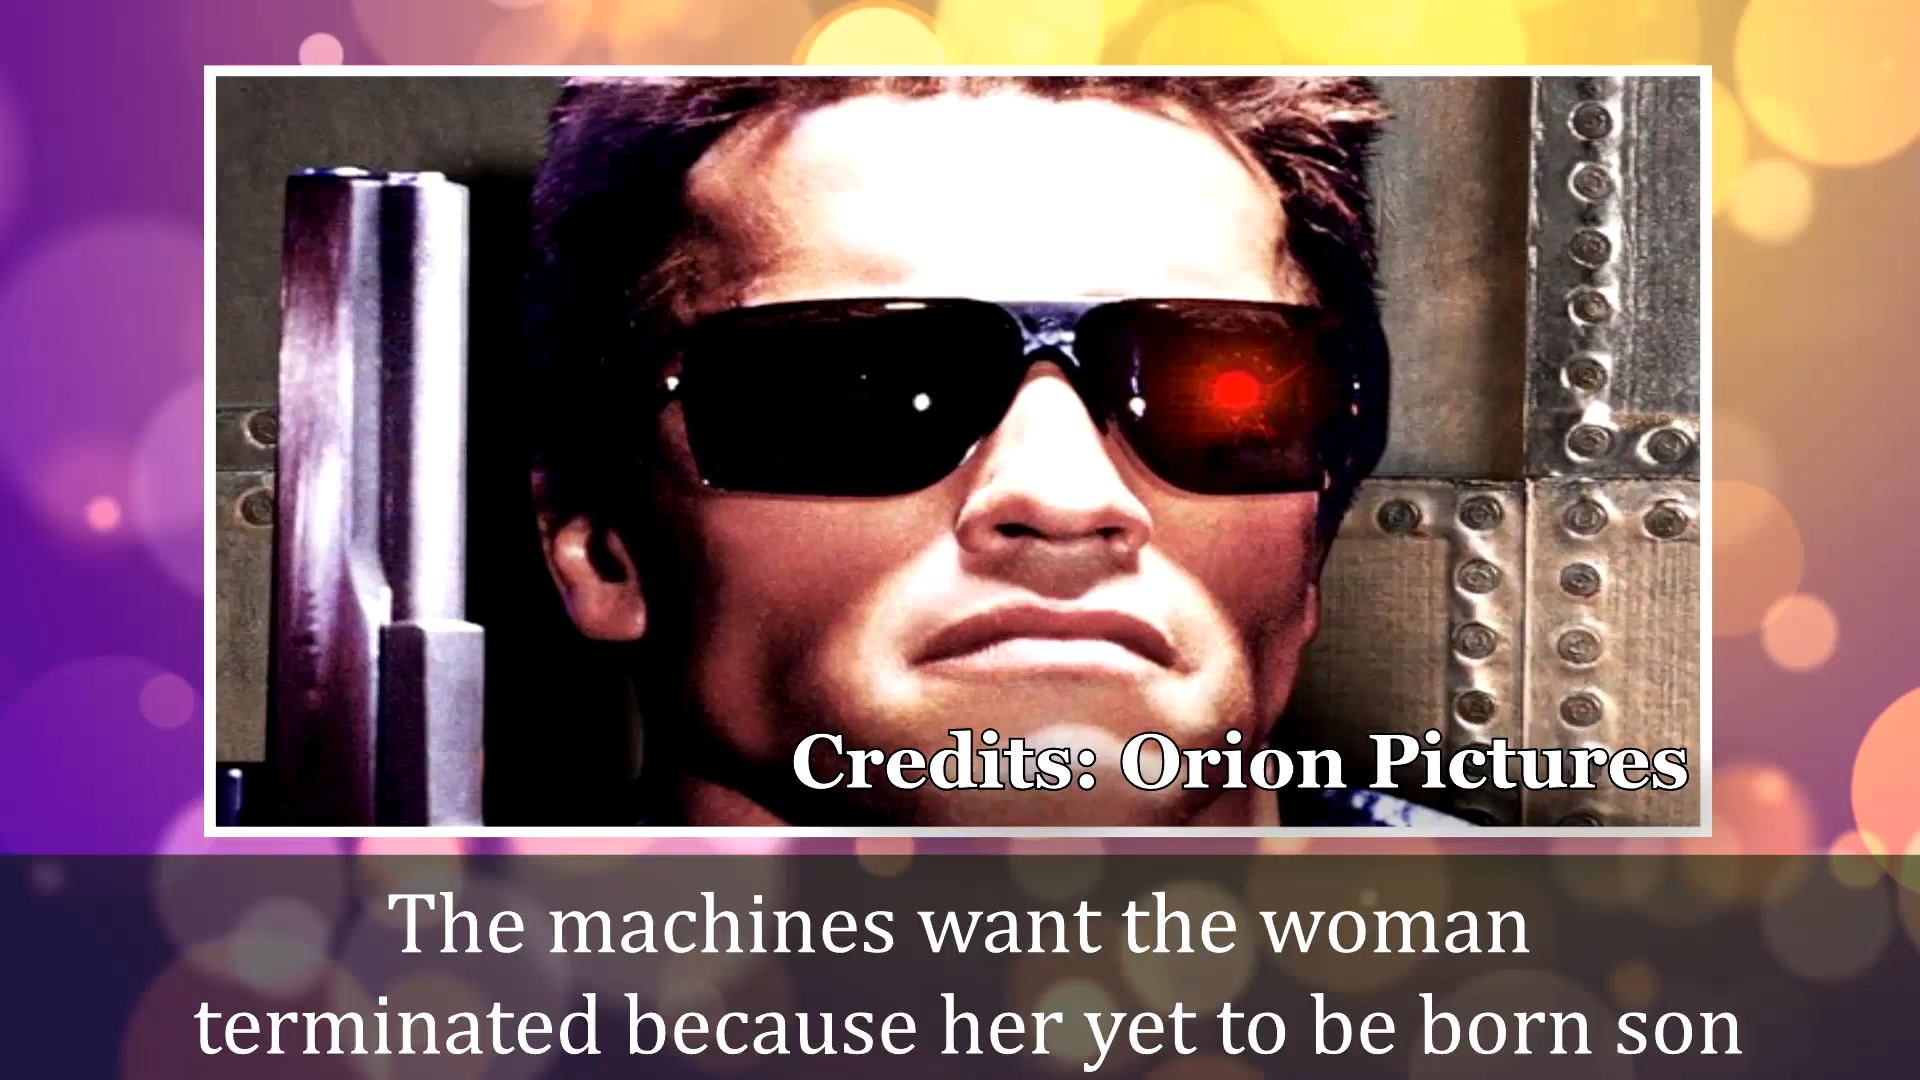 Credits: Orion Pictures
The machines want the woman
terminated because her yet to be born son